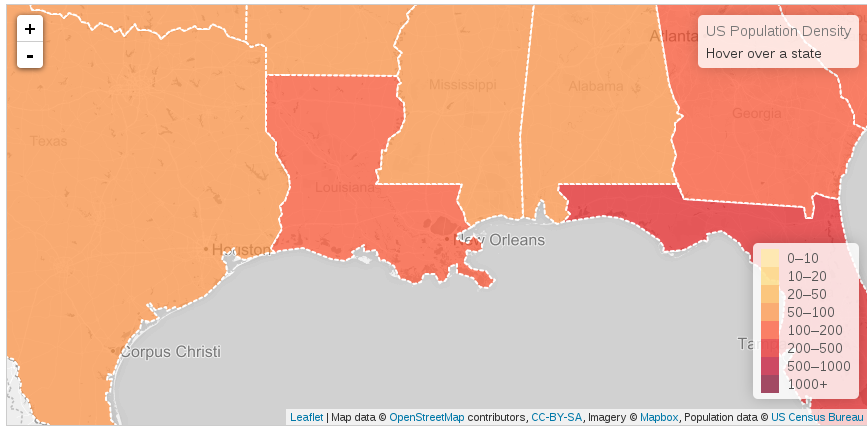 +
-
Atlanta
US Population Density
Hover over a state
Mississippi
Alabama
Georgia
Texas
Louisiana
Houston
New Orleans
0–10
10–20
20–50
50–100
100–200
200–500
500–1000
1000+
Corpus Christi
Leaflet | Map data © OpenStreetMap contributors, CC-BY-SA, Imagery © Mapbox, Population data © US Census Bureau